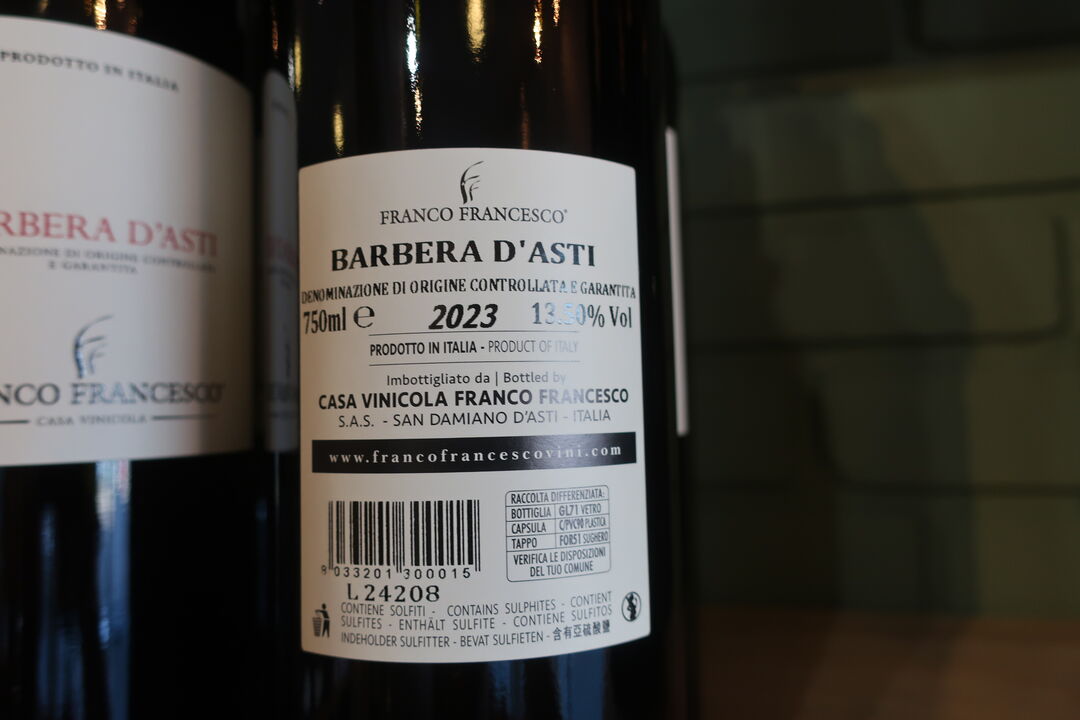 PRODOTTO IN ITALIA
RBERA D'ASTI
NAZIONE DI ORIGINE CONTROLLATA
E GARANTITA
NCO FRANCESCO
CASA VINICOLA
FRANCO FRANCESCO
BARBERA D'ASTI
DENOMINAZIONE DI ORIGINE CONTROLLATA E GARANTITA
750ml e 2023 13.50% Vol
PRODOTTO IN ITALIA - PRODUCT OF ITALY
Imbottigliato da | Bottled by
CASA VINICOLA FRANCO FRANCESCO
S.A.S. - SAN DAMIANO D'ASTI - ITALIA
www.francofrancescovini.com
8 033201 300015
L 24208
RACCOLTA DIFFERENZIATA:
BOTTIGLIA GL71 VETRO
CAPSULA C/PVC90 PLASTICA
TAPPO FOR51 SUGHERO
VERIFICA LE DISPOSIZIONI
DEL TUO COMUNE
CONTIENE SOLFITI - CONTAINS SULPHITES - CONTIENT
SULFITES - ENTHÄLT SULFITE - CONTIENE SULFITOS
INDEHOLDER SULFITTER - BEVAT SULFIETEN - 含有亞硫酸鹽